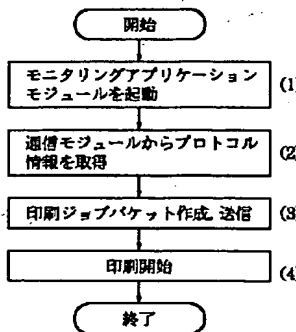 開始
モニタリングアプリケーション
モジュールを起動
(1)
通信モジュールからプロトコル
情報を取得
(2)
印刷ジョブパケット作成、送信
(3)
印刷開始
(4)
終了